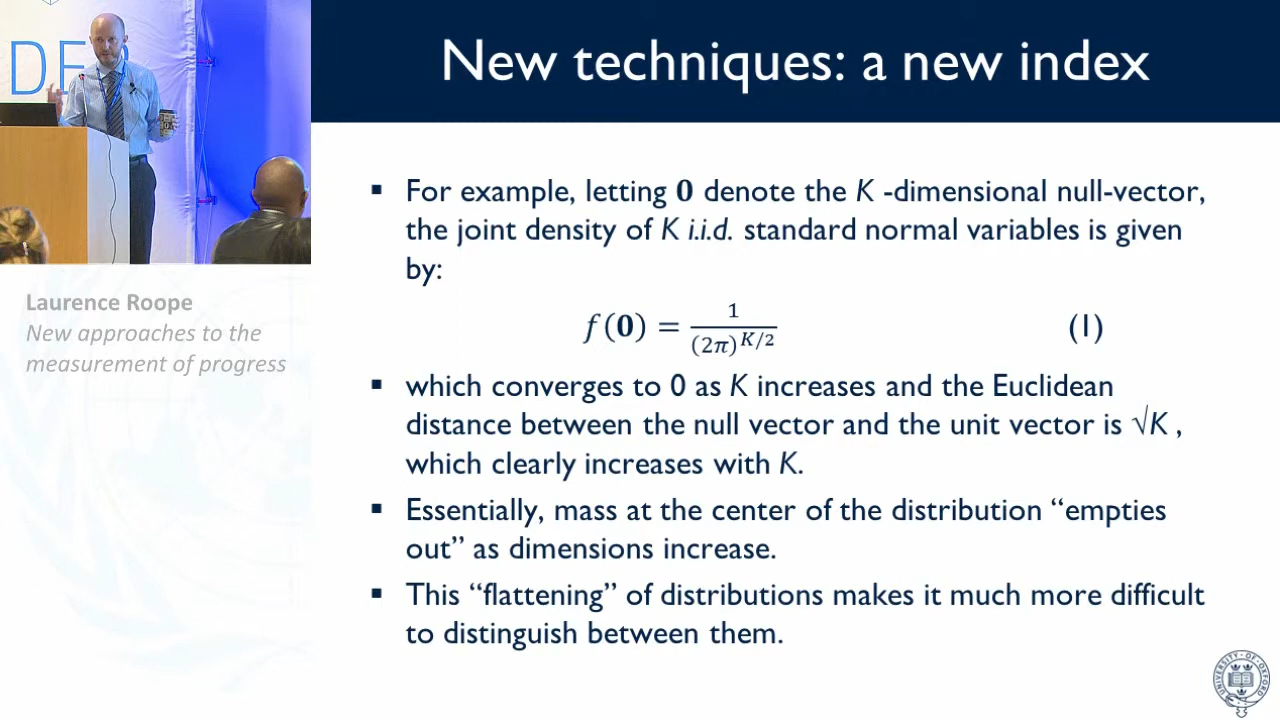 New techniques: a new index
▪ For example, letting 𝟎 denote the K -dimensional null-vector,
the joint density of K i.i.d. standard normal variables is given
by:
f(𝟎) = 1/(2π)^{K/2} (1)
▪ which converges to 0 as K increases and the Euclidean
distance between the null vector and the unit vector is √K ,
which clearly increases with K.
▪ Essentially, mass at the center of the distribution “empties
out” as dimensions increase.
▪ This “flattening” of distributions makes it much more difficult
to distinguish between them.
Laurence Roope
New approaches to the
measurement of progress
UNIVERSITY OF OXFORD